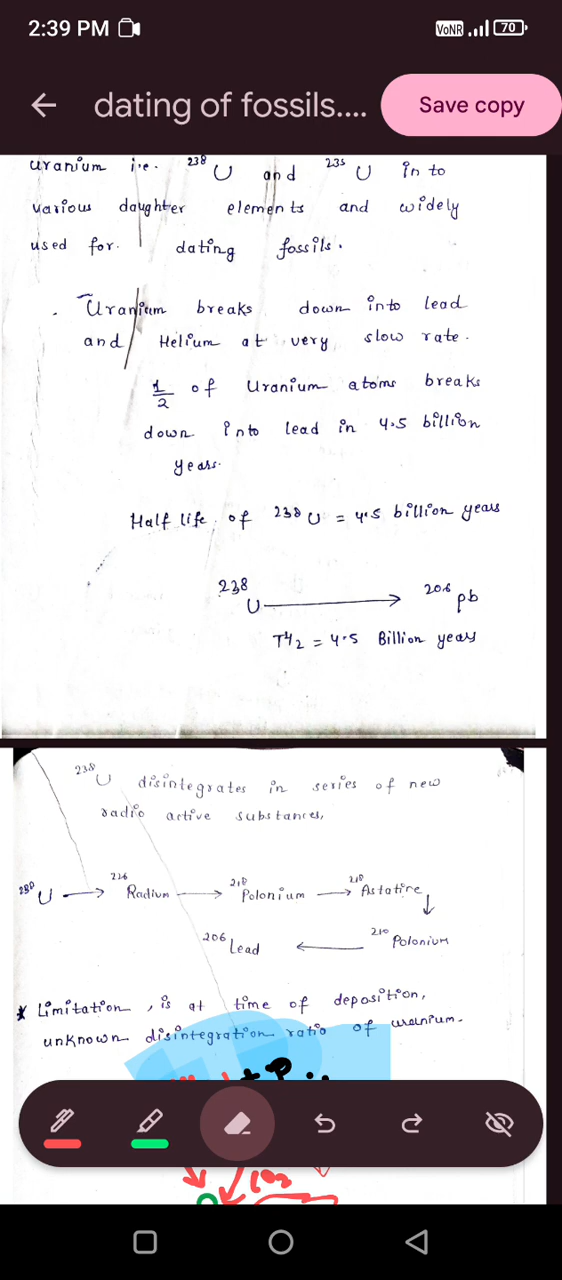 2:39 PM VoNR 70
dating of fossils.... Save copy
uranium i.e. 238 U and 235 U in to
various daughter elements and widely
used for. dating fossils.
. Uranium breaks down into lead
and Helium at very slow rate.
1/2 of Uranium atoms breaks
down into lead in 4.5 billion
years.
Half life of 238 U = 4.5 billion years
238 U → 206 pb
T1/2 = 4.5 Billion years
238 U disintegrates in series of new
radio active substances,
U → 226 Radium → 218 Polonium → Astatine ↓
206 Lead ← 210 Polonium
* Limitation, is at time of deposition,
unknown disintegration ratio of